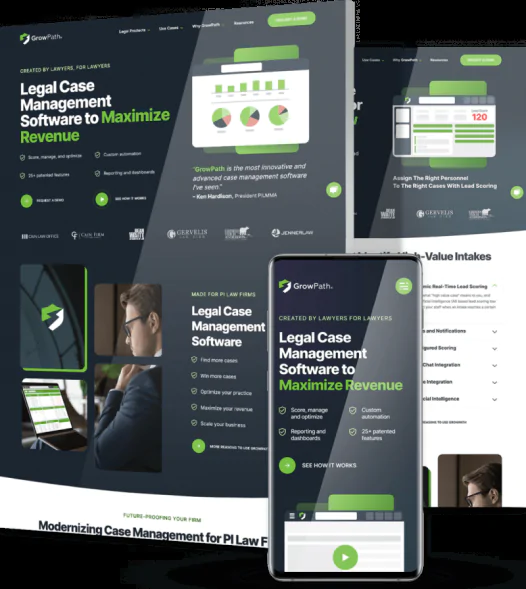 GrowPath
Legal Products
Use Cases
Why GrowPath
Resources
CREATED BY LAWYERS, FOR LAWYERS
Legal Case
Management
Software to Maximize
Revenue
Score, manage, and optimize
Custom automation
25+ patented features
Reporting and dashboards
REQUEST A DEMO
SEE HOW IT WORKS
"GrowPath is the most innovative and
advanced case management software
I've seen."
– Ken Hardison, President PILMMA
GERVELIS
LAW FIRM
JENNERLAW
MADE FOR PI LAW FIRMS
Legal Case
Management
Software
Find more cases
Win more cases
Optimize your practice
Maximize your revenue
Scale your business
MORE REASONS TO USE GROWPATH
FUTURE-PROOFING YOUR FIRM
Modernizing Case Management for PI Law F
Use Cases
Why GrowPath
Resources
120
Assign The Right Personnel
To The Right Cases With Lead Scoring
GERVELIS
JENNERLAW
-Value Intakes
Real-Time Lead Scoring
and Notifications
Scoring
Chat Integration
Integration
Intelligence
GrowPath
CREATED BY LAWYERS FOR LAWYERS
Legal Case
Management
Software to
Maximize Revenue
Score, manage
and optimize
Custom
automation
Reporting and
dashboards
25+ patented
features
SEE HOW IT WORKS